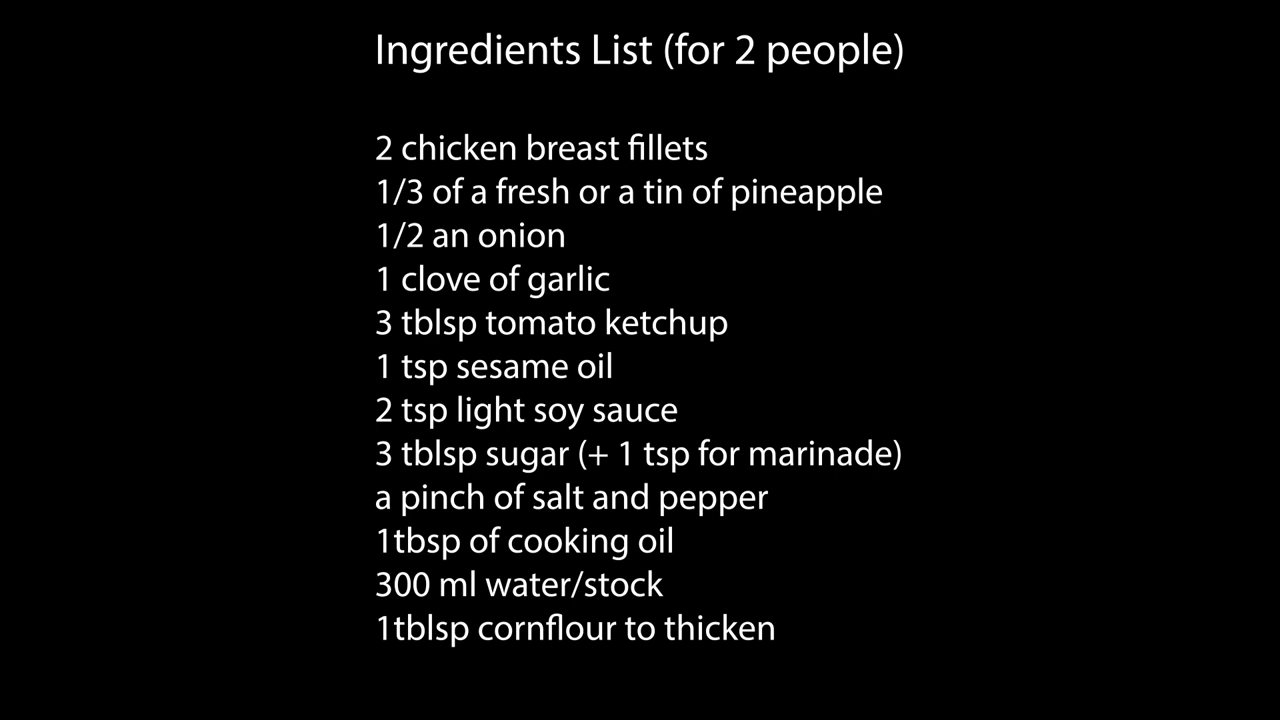 Ingredients List (for 2 people)
2 chicken breast fillets
1/3 of a fresh or a tin of pineapple
1/2 an onion
1 clove of garlic
3 tblsp tomato ketchup
1 tsp sesame oil
2 tsp light soy sauce
3 tblsp sugar (+ 1 tsp for marinade)
a pinch of salt and pepper
1tbsp of cooking oil
300 ml water/stock
1tblsp cornflour to thicken